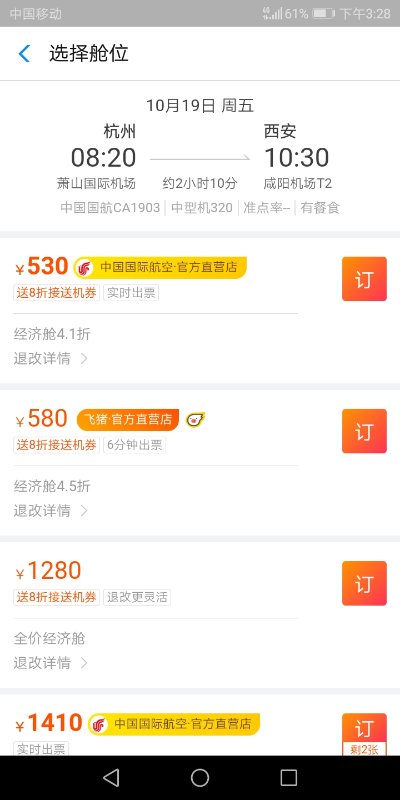 中国移动 4G 61% 下午3:28
选择舱位
10月19日 周五
杭州 西安
08:20 10:30
萧山国际机场 约2小时10分 咸阳机场T2
中国国航CA1903 中型机320 准点率-- 有餐食
¥530 中国国际航空·官方直营店 订
送8折接送机券 实时出票
经济舱4.1折
退改详情
¥580 飞猪·官方直营店 订
送8折接送机券 6分钟出票
经济舱4.5折
退改详情
¥1280 订
送8折接送机券 退改更灵活
全价经济舱
退改详情
¥1410 中国国际航空·官方直营店 订
实时出票 剩2张